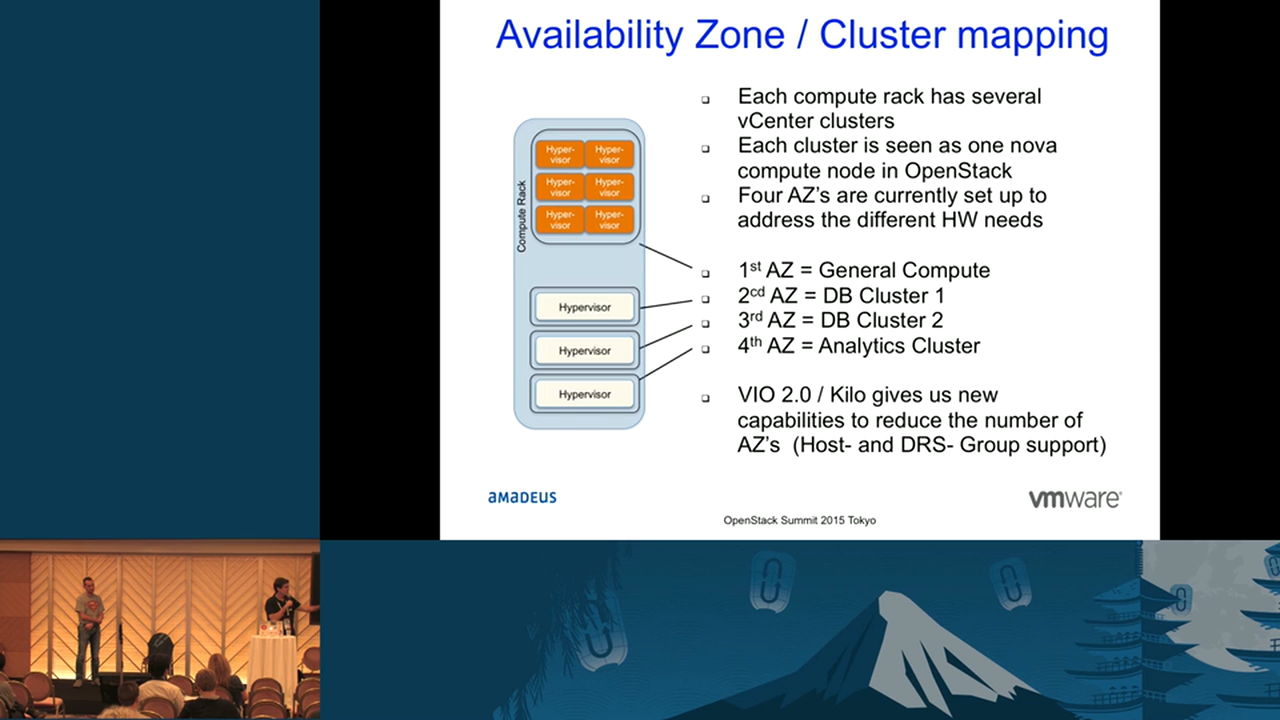 Availability Zone / Cluster mapping
Compute Rack
Hyper-
visor
Hyper-
visor
Hyper-
visor
Hyper-
visor
Hyper-
visor
Hyper-
visor
Hypervisor
Hypervisor
Hypervisor
Each compute rack has several
vCenter clusters
Each cluster is seen as one nova
compute node in OpenStack
Four AZ’s are currently set up to
address the different HW needs
1st AZ = General Compute
2cd AZ = DB Cluster 1
3rd AZ = DB Cluster 2
4th AZ = Analytics Cluster
VIO 2.0 / Kilo gives us new
capabilities to reduce the number of
AZ’s (Host- and DRS- Group support)
amaDEUS
vmware
OpenStack Summit 2015 Tokyo